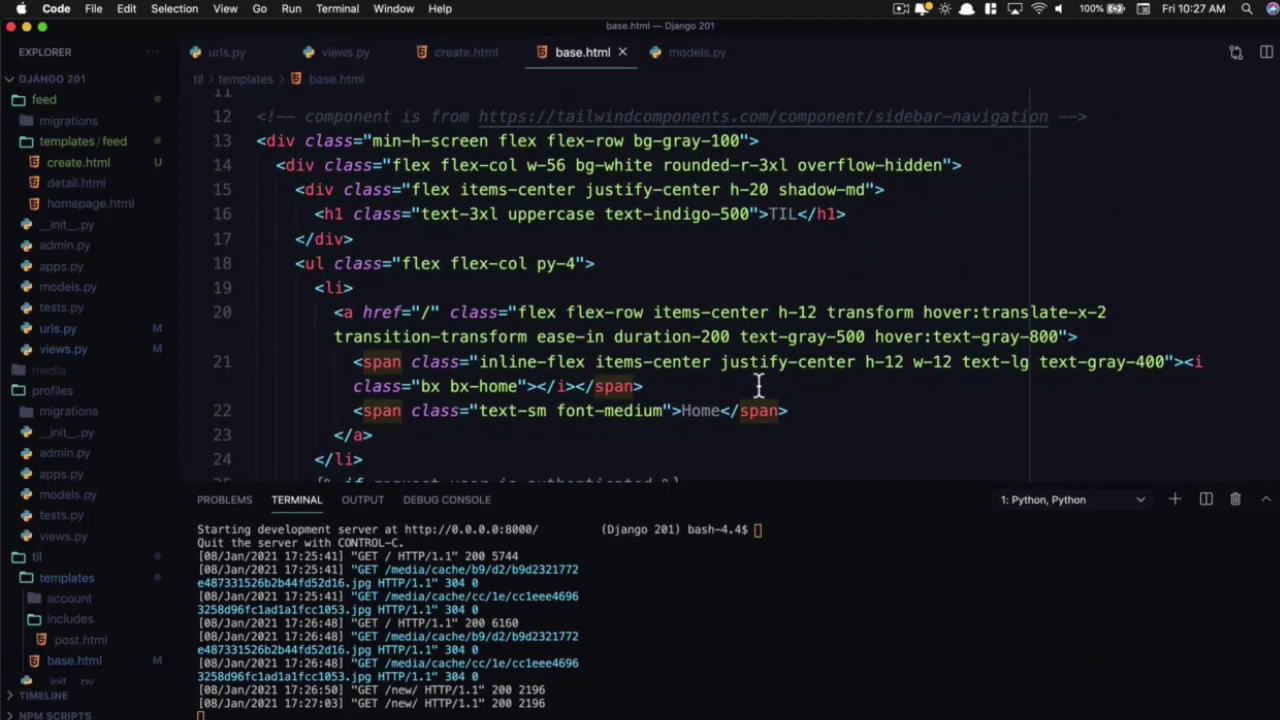 Code File Edit Selection View Go Run Terminal Window Help 100% Fri 10:27 AM
base.html — Django 201
EXPLORER
urls.py views.py create.html base.html models.py
DJANGO 201
til > templates > base.html
feed
migrations
templates / feed
create.html U
detail.html
homepage.html
__init__.py
admin.py
apps.py
models.py
tests.py
urls.py M
views.py M
media
profiles
migrations
__init__.py
admin.py
apps.py
models.py
tests.py
views.py
til
templates
account
includes
post.html
base.html M
__init__.py
TIMELINE
NPM SCRIPTS
11
12 <!-- component is from https://tailwindcomponents.com/component/sidebar-navigation -->
13 <div class="min-h-screen flex flex-row bg-gray-100">
14 <div class="flex flex-col w-56 bg-white rounded-r-3xl overflow-hidden">
15 <div class="flex items-center justify-center h-20 shadow-md">
16 <h1 class="text-3xl uppercase text-indigo-500">TIL</h1>
17 </div>
18 <ul class="flex flex-col py-4">
19 <li>
20 <a href="/" class="flex flex-row items-center h-12 transform hover:translate-x-2
transition-transform ease-in duration-200 text-gray-500 hover:text-gray-800">
21 <span class="inline-flex items-center justify-center h-12 w-12 text-lg text-gray-400"><i
class="bx bx-home"></i></span>
22 <span class="text-sm font-medium">Home</span>
23 </a>
24 </li>
25 {% if request.user.is_authenticated %}
PROBLEMS TERMINAL OUTPUT DEBUG CONSOLE 1: Python, Python
Starting development server at http://0.0.0.0:8000/ (Django 201) bash-4.4$
Quit the server with CONTROL-C.
[08/Jan/2021 17:25:41] "GET / HTTP/1.1" 200 5744
[08/Jan/2021 17:25:41] "GET /media/cache/b9/d2/b9d2321772
e487331526b2b44fd52d16.jpg HTTP/1.1" 304 0
[08/Jan/2021 17:25:41] "GET /media/cache/cc/1e/cc1eee4696
3258d96fc1ad1a1fcc1053.jpg HTTP/1.1" 304 0
[08/Jan/2021 17:26:48] "GET / HTTP/1.1" 200 6160
[08/Jan/2021 17:26:48] "GET /media/cache/b9/d2/b9d2321772
e487331526b2b44fd52d16.jpg HTTP/1.1" 304 0
[08/Jan/2021 17:26:48] "GET /media/cache/cc/1e/cc1eee4696
3258d96fc1ad1a1fcc1053.jpg HTTP/1.1" 304 0
[08/Jan/2021 17:26:50] "GET /new/ HTTP/1.1" 200 2196
[08/Jan/2021 17:27:03] "GET /new/ HTTP/1.1" 200 2196